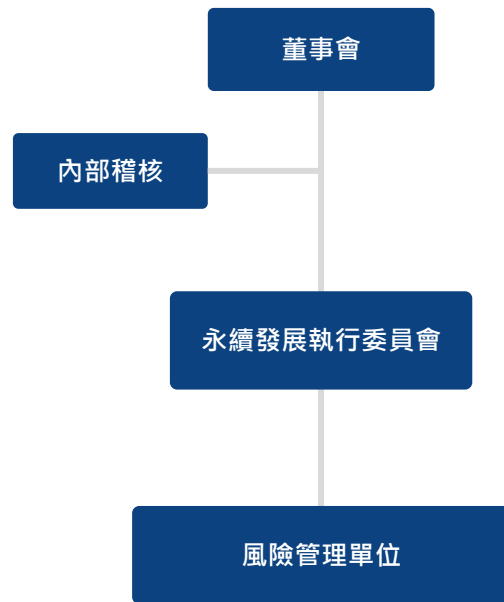 董事會
內部稽核
永續發展執行委員會
風險管理單位